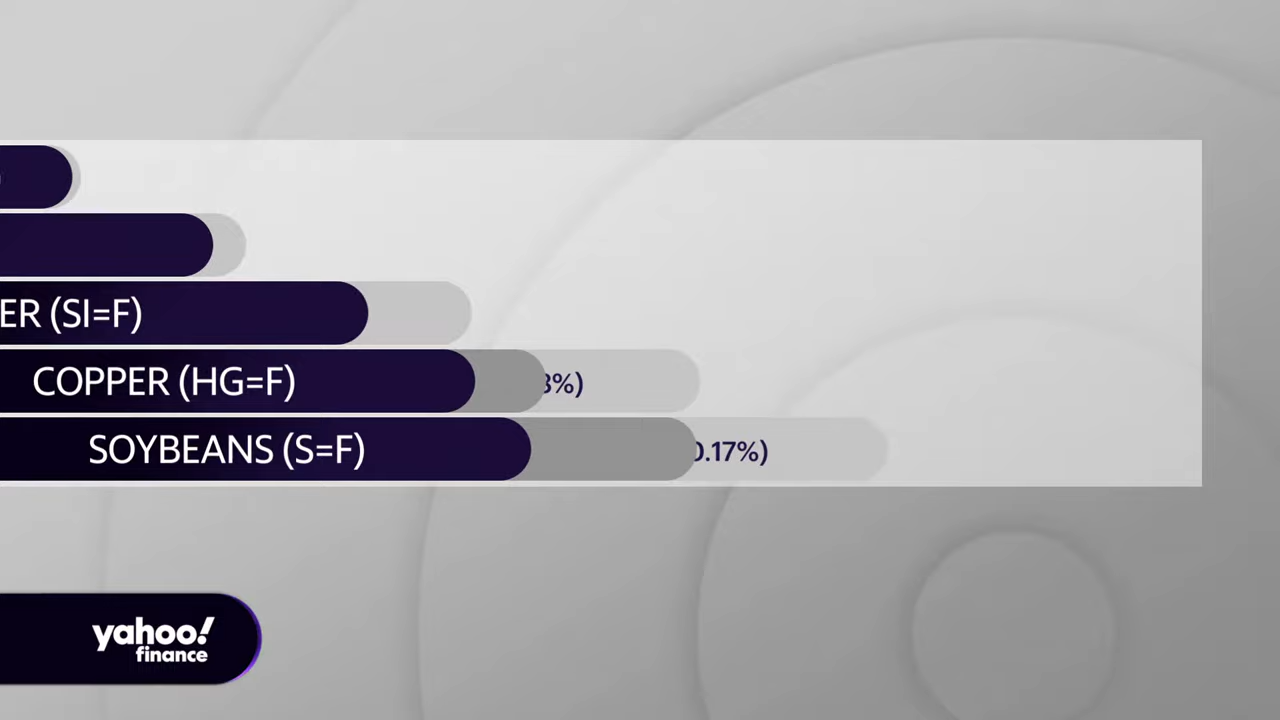 ER (SI=F)
COPPER (HG=F) 3%)
SOYBEANS (S=F) 0.17%)
yahoo!
finance